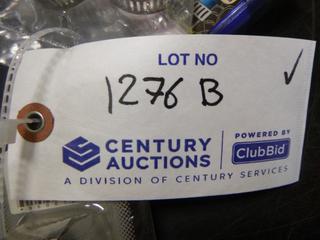 LOT NO
1276 B
CENTURY
AUCTIONS
POWERED BY
ClubBid
A DIVISION OF CENTURY SERVICES